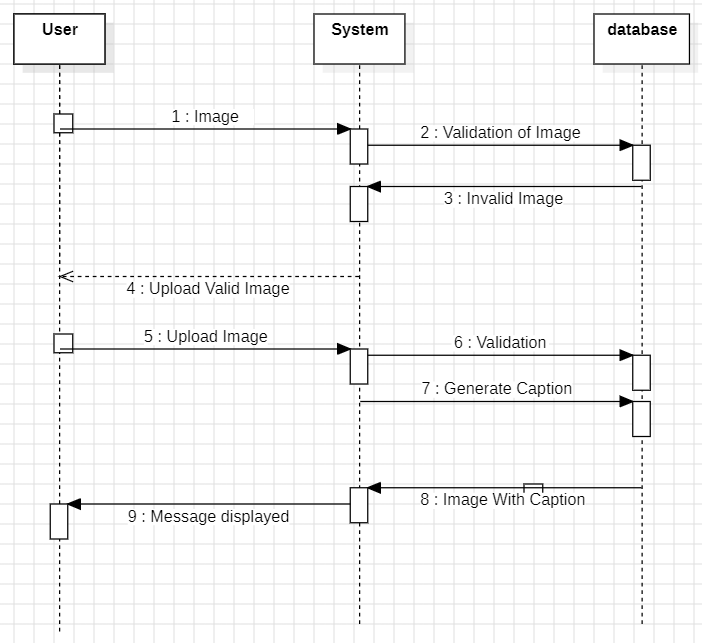 User
System
database
1 : Image
2 : Validation of Image
3 : Invalid Image
4 : Upload Valid Image
5 : Upload Image
6 : Validation
7 : Generate Caption
8 : Image With Caption
9 : Message displayed